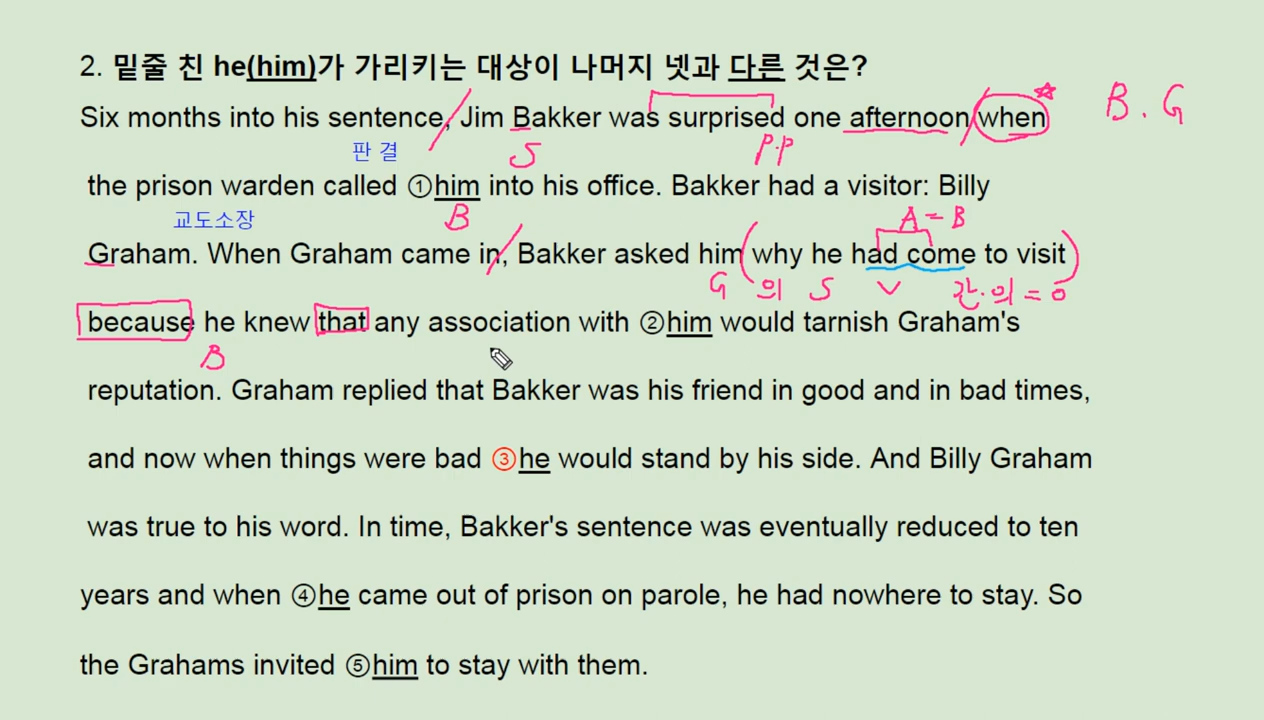 2. 밑줄 친 he(him)가 가리키는 대상이 나머지 넷과 다른 것은?
B . G
Six months into his sentence, Jim Bakker was surprised one afternoon when
판 결 S P.P
the prison warden called ①him into his office. Bakker had a visitor: Billy
교도소장 B A = B
Graham. When Graham came in, Bakker asked him why he had come to visit
G 의 S V 간.의 = o
because he knew that any association with ②him would tarnish Graham's
B
reputation. Graham replied that Bakker was his friend in good and in bad times,
and now when things were bad ③he would stand by his side. And Billy Graham
was true to his word. In time, Bakker's sentence was eventually reduced to ten
years and when ④he came out of prison on parole, he had nowhere to stay. So
the Grahams invited ⑤him to stay with them.